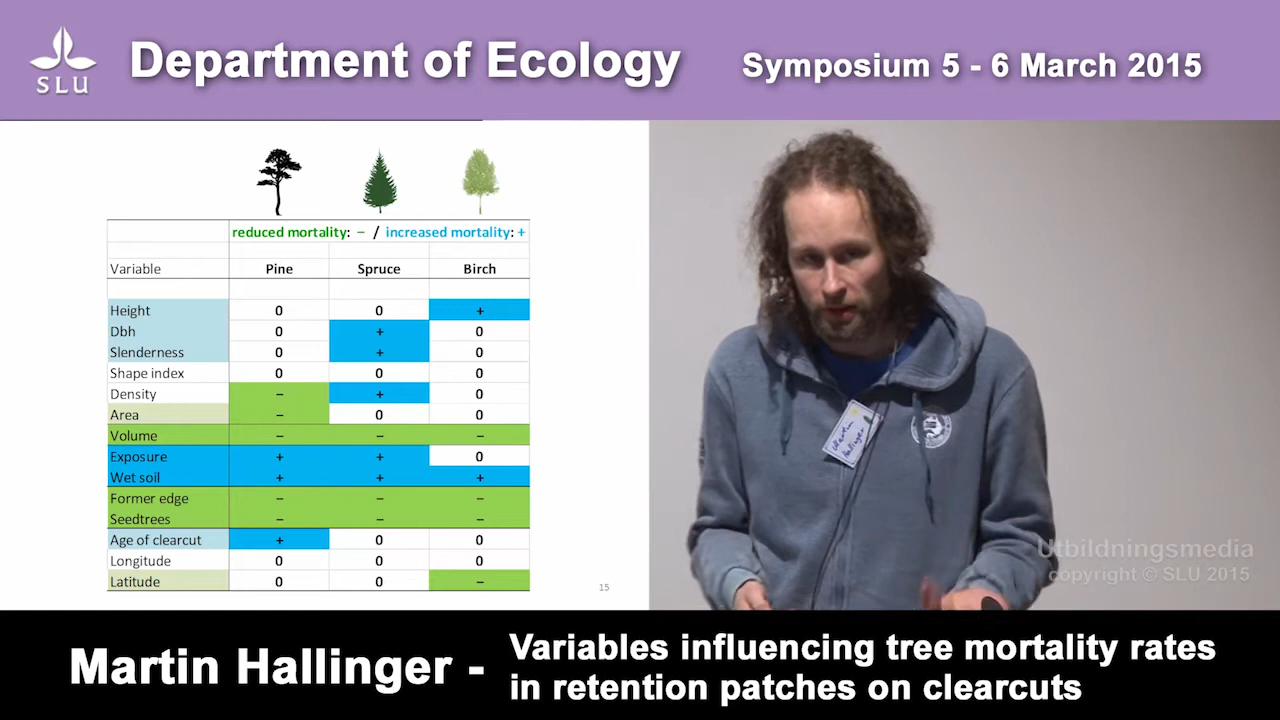 SLU
Department of Ecology
Symposium 5 - 6 March 2015
reduced mortality: – / increased mortality: +
Variable Pine Spruce Birch
Height 0 0 +
Dbh 0 + 0
Slenderness 0 + 0
Shape index 0 0 0
Density – + 0
Area – 0 0
Volume – – –
Exposure + + 0
Wet soil + + +
Former edge – – –
Seedtrees – – –
Age of clearcut + 0 0
Longitude 0 0 0
Latitude 0 0 –
15
Martin Hallinger
Utbildningsmedia
copyright © SLU 2015
Martin Hallinger -
Variables influencing tree mortality rates
in retention patches on clearcuts